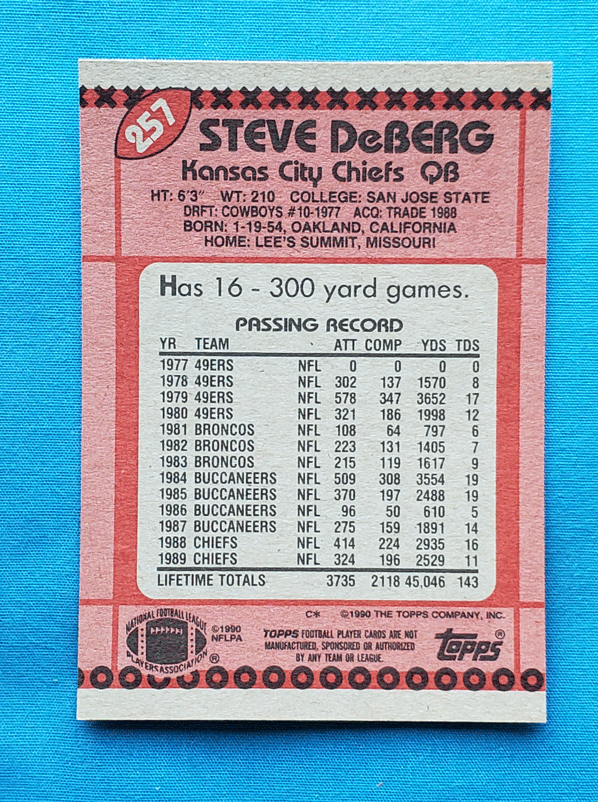 257
STEVE DeBERG
Kansas City Chiefs QB
HT: 6'3" WT: 210 COLLEGE: SAN JOSE STATE
DRFT: COWBOYS #10-1977 ACQ: TRADE 1988
BORN: 1-19-54, OAKLAND, CALIFORNIA
HOME: LEE'S SUMMIT, MISSOURI
Has 16 - 300 yard games.
PASSING RECORD
YR TEAM ATT COMP YDS TDS
1977 49ERS NFL 0 0 0 0
1978 49ERS NFL 302 137 1570 8
1979 49ERS NFL 578 347 3652 17
1980 49ERS NFL 321 186 1998 12
1981 BRONCOS NFL 108 64 797 6
1982 BRONCOS NFL 223 131 1405 7
1983 BRONCOS NFL 215 119 1617 9
1984 BUCCANEERS NFL 509 308 3554 19
1985 BUCCANEERS NFL 370 197 2488 19
1986 BUCCANEERS NFL 96 50 610 5
1987 BUCCANEERS NFL 275 159 1891 14
1988 CHIEFS NFL 414 224 2935 16
1989 CHIEFS NFL 324 196 2529 11
LIFETIME TOTALS 3735 2118 45,046 143
C* ©1990 THE TOPPS COMPANY, INC.
NATIONAL FOOTBALL LEAGUE
PLAYERS ASSOCIATION ®
©1990
NFLPA
TOPPS FOOTBALL PLAYER CARDS ARE NOT
MANUFACTURED, SPONSORED OR AUTHORIZED
BY ANY TEAM OR LEAGUE.
Topps®